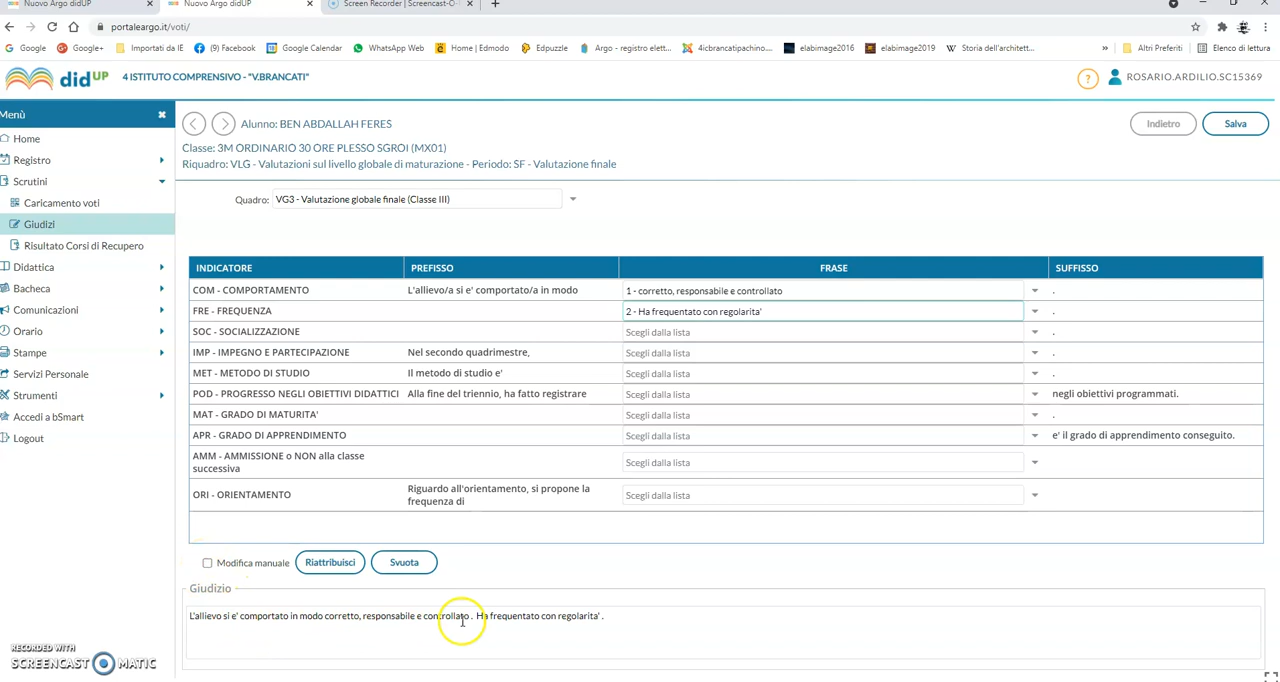 Nuovo Argo didUP
Nuovo Argo didUP
Screen Recorder | Screencast-O-
portaleargo.it/voti/
Google
Google+
Importati da IE
(9) Facebook
Google Calendar
WhatsApp Web
Home | Edmodo
Edpuzzle
Argo - registro elett...
4icbrancatipachino....
elabimage2016
elabimage2019
Storia dell'architett...
»
Altri Preferiti
Elenco di lettura
didUP
4 ISTITUTO COMPRENSIVO - "V.BRANCATI"
?
ROSARIO.ARDILIO.SC15369
Menù
Home
Registro
Scrutini
Caricamento voti
Giudizi
Risultato Corsi di Recupero
Didattica
Bacheca
Comunicazioni
Orario
Stampe
Servizi Personale
Strumenti
Accedi a bSmart
Logout
Alunno: BEN ABDALLAH FERES
Indietro
Salva
Classe: 3M ORDINARIO 30 ORE PLESSO SGROI (MX01)
Riquadro: VLG - Valutazioni sul livello globale di maturazione - Periodo: SF - Valutazione finale
Quadro: VG3 - Valutazione globale finale (Classe III)
INDICATORE PREFISSO FRASE SUFFISSO
COM - COMPORTAMENTO L'allievo/a si e' comportato/a in modo 1 - corretto, responsabile e controllato .
FRE - FREQUENZA 2 - Ha frequentato con regolarita' .
SOC - SOCIALIZZAZIONE Scegli dalla lista .
IMP - IMPEGNO E PARTECIPAZIONE Nel secondo quadrimestre, Scegli dalla lista .
MET - METODO DI STUDIO Il metodo di studio e' Scegli dalla lista .
POD - PROGRESSO NEGLI OBIETTIVI DIDATTICI Alla fine del triennio, ha fatto registrare Scegli dalla lista negli obiettivi programmati.
MAT - GRADO DI MATURITA' Scegli dalla lista .
APR - GRADO DI APPRENDIMENTO Scegli dalla lista e' il grado di apprendimento conseguito.
AMM - AMMISSIONE o NON alla classe
successiva
Scegli dalla lista
ORI - ORIENTAMENTO
Riguardo all'orientamento, si propone la
frequenza di
Scegli dalla lista
Modifica manuale
Riattribuisci
Svuota
Giudizio
L'allievo si e' comportato in modo corretto, responsabile e controllato . Ha frequentato con regolarita' .
RECORDED WITH
SCREENCAST MATIC